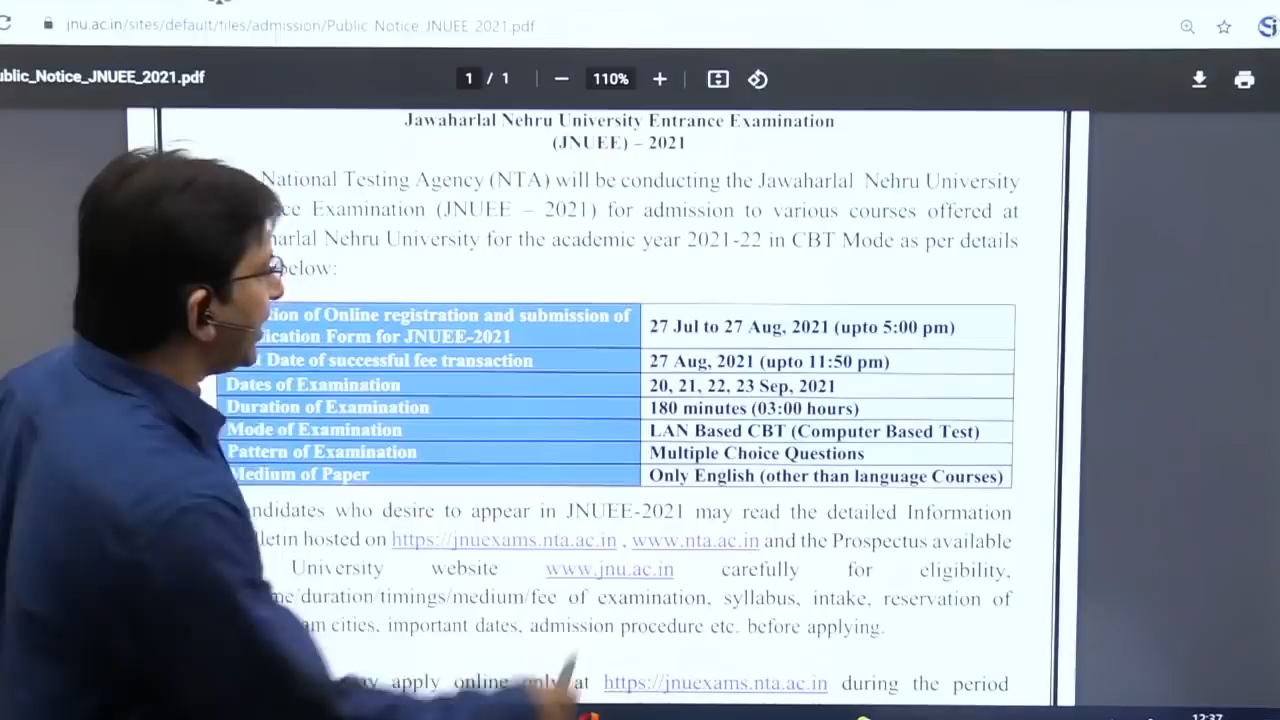 jnu.ac.in/sites/default/files/admission/Public Notice JNUEE 2021.pdf
ublic_Notice_JNUEE_2021.pdf
1 / 1
110%
Jawaharlal Nehru University Entrance Examination
(JNUEE) – 2021
National Testing Agency (NTA) will be conducting the Jawaharlal Nehru University
ce Examination (JNUEE – 2021) for admission to various courses offered at
harlal Nehru University for the academic year 2021-22 in CBT Mode as per details
below:
tion of Online registration and submission of
ication Form for JNUEE-2021
27 Jul to 27 Aug, 2021 (upto 5:00 pm)
t Date of successful fee transaction
27 Aug, 2021 (upto 11:50 pm)
Dates of Examination
20, 21, 22, 23 Sep, 2021
Duration of Examination
180 minutes (03:00 hours)
Mode of Examination
LAN Based CBT (Computer Based Test)
Pattern of Examination
Multiple Choice Questions
Medium of Paper
Only English (other than language Courses)
ndidates who desire to appear in JNUEE-2021 may read the detailed Information
letin hosted on https://jnuexams.nta.ac.in , www.nta.ac.in and the Prospectus available
University website www.jnu.ac.in carefully for eligibility,
me/duration/timings/medium/fee of examination, syllabus, intake, reservation of
am cities, important dates, admission procedure etc. before applying.
y apply online only at https://jnuexams.nta.ac.in during the period
12:37